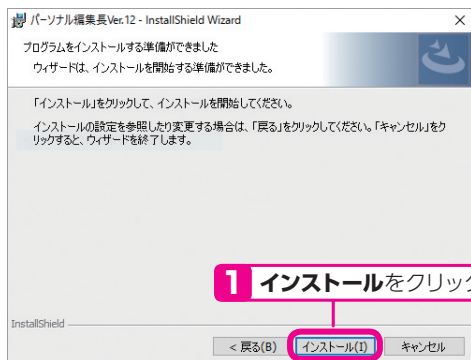 パーソナル編集長Ver.12 - InstallShield Wizard
プログラムをインストールする準備ができました
ウィザードは、インストールを開始する準備ができました。
「インストール」をクリックして、インストールを開始してください。
インストールの設定を参照したり変更する場合は、「戻る」をクリックしてください。「キャンセル」をク
リックすると、ウィザードを終了します。
1 インストールをクリック
InstallShield
< 戻る(B) インストール(I) キャンセル